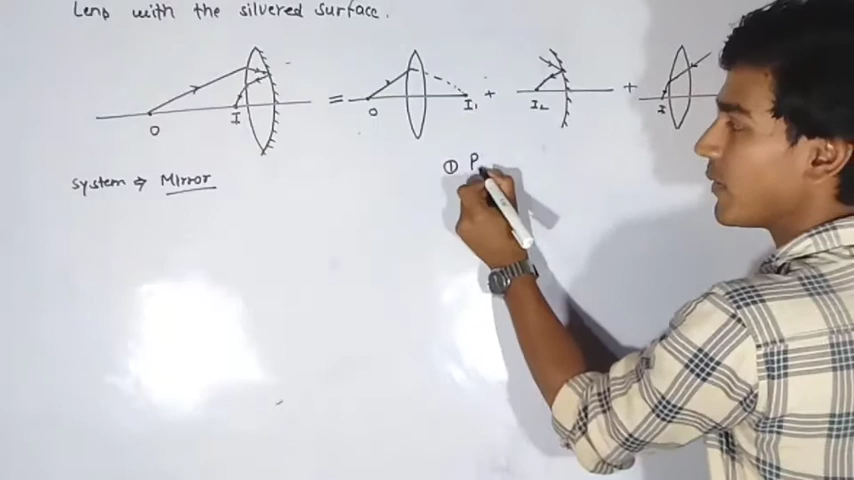 Lens with the silvered surface.
O I = O I₁ + I₂ + I
System ⇒ Mirror
① P